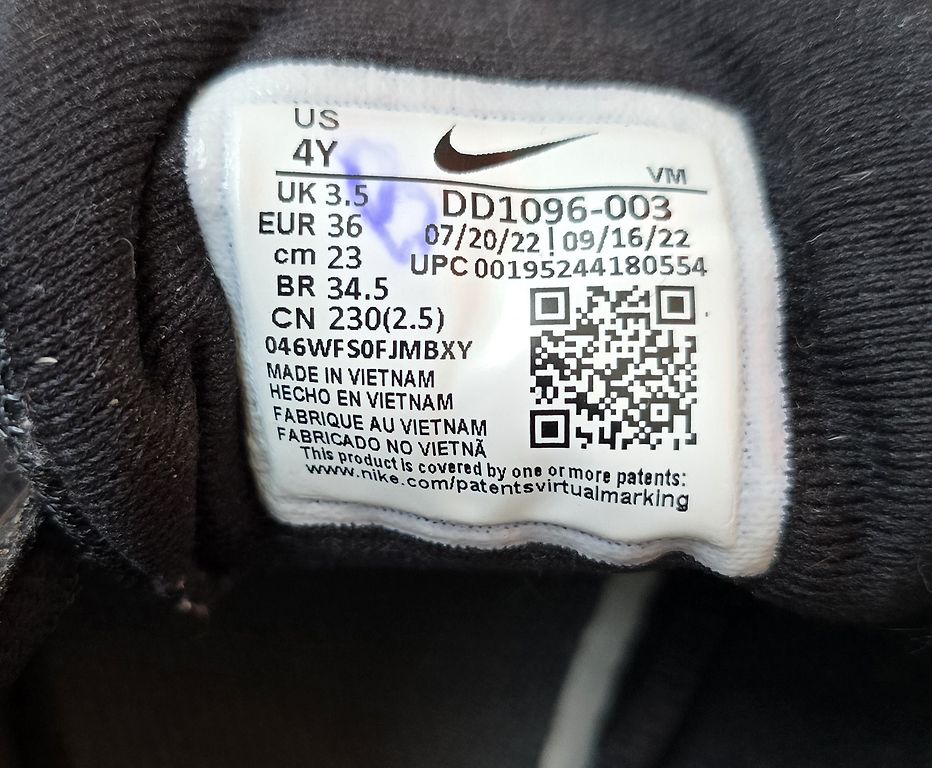 US
4Y
VM
UK 3.5
EUR 36
cm 23
BR 34.5
CN 230(2.5)
DD1096-003
07/20/22 | 09/16/22
UPC 00195244180554
046WFS0FJMBXY
MADE IN VIETNAM
HECHO EN VIETNAM
FABRIQUE AU VIETNAM
FABRICADO NO VIETNÃ
This product is covered by one or more patents:
www.nike.com/patentsvirtualmarking